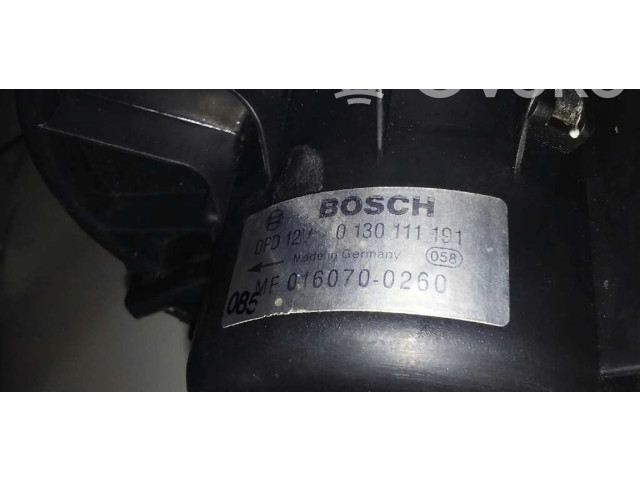 BOSCH
DPD 12V 0 130 111 191
Made in Germany 058
MF 016070-0260
085